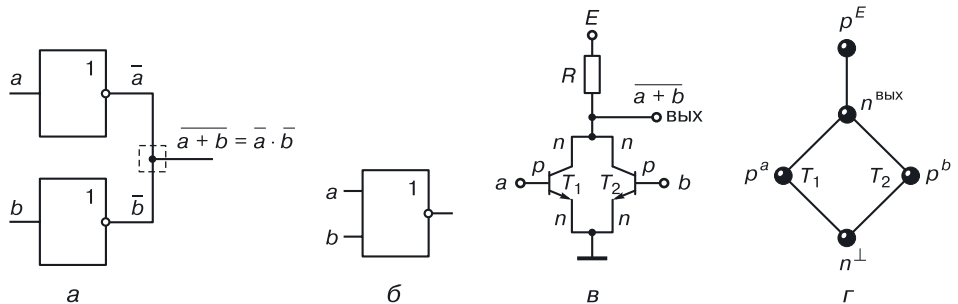 a
1
a̅
a + b = a̅ · b̅
b
1
b̅
а
a
b
1
б
E
R
a + b
вых
n
n
p
p
a
T1
T2
b
n
n
в
p^E
n^вых
p^a
T1
T2
p^b
n^⊥
г